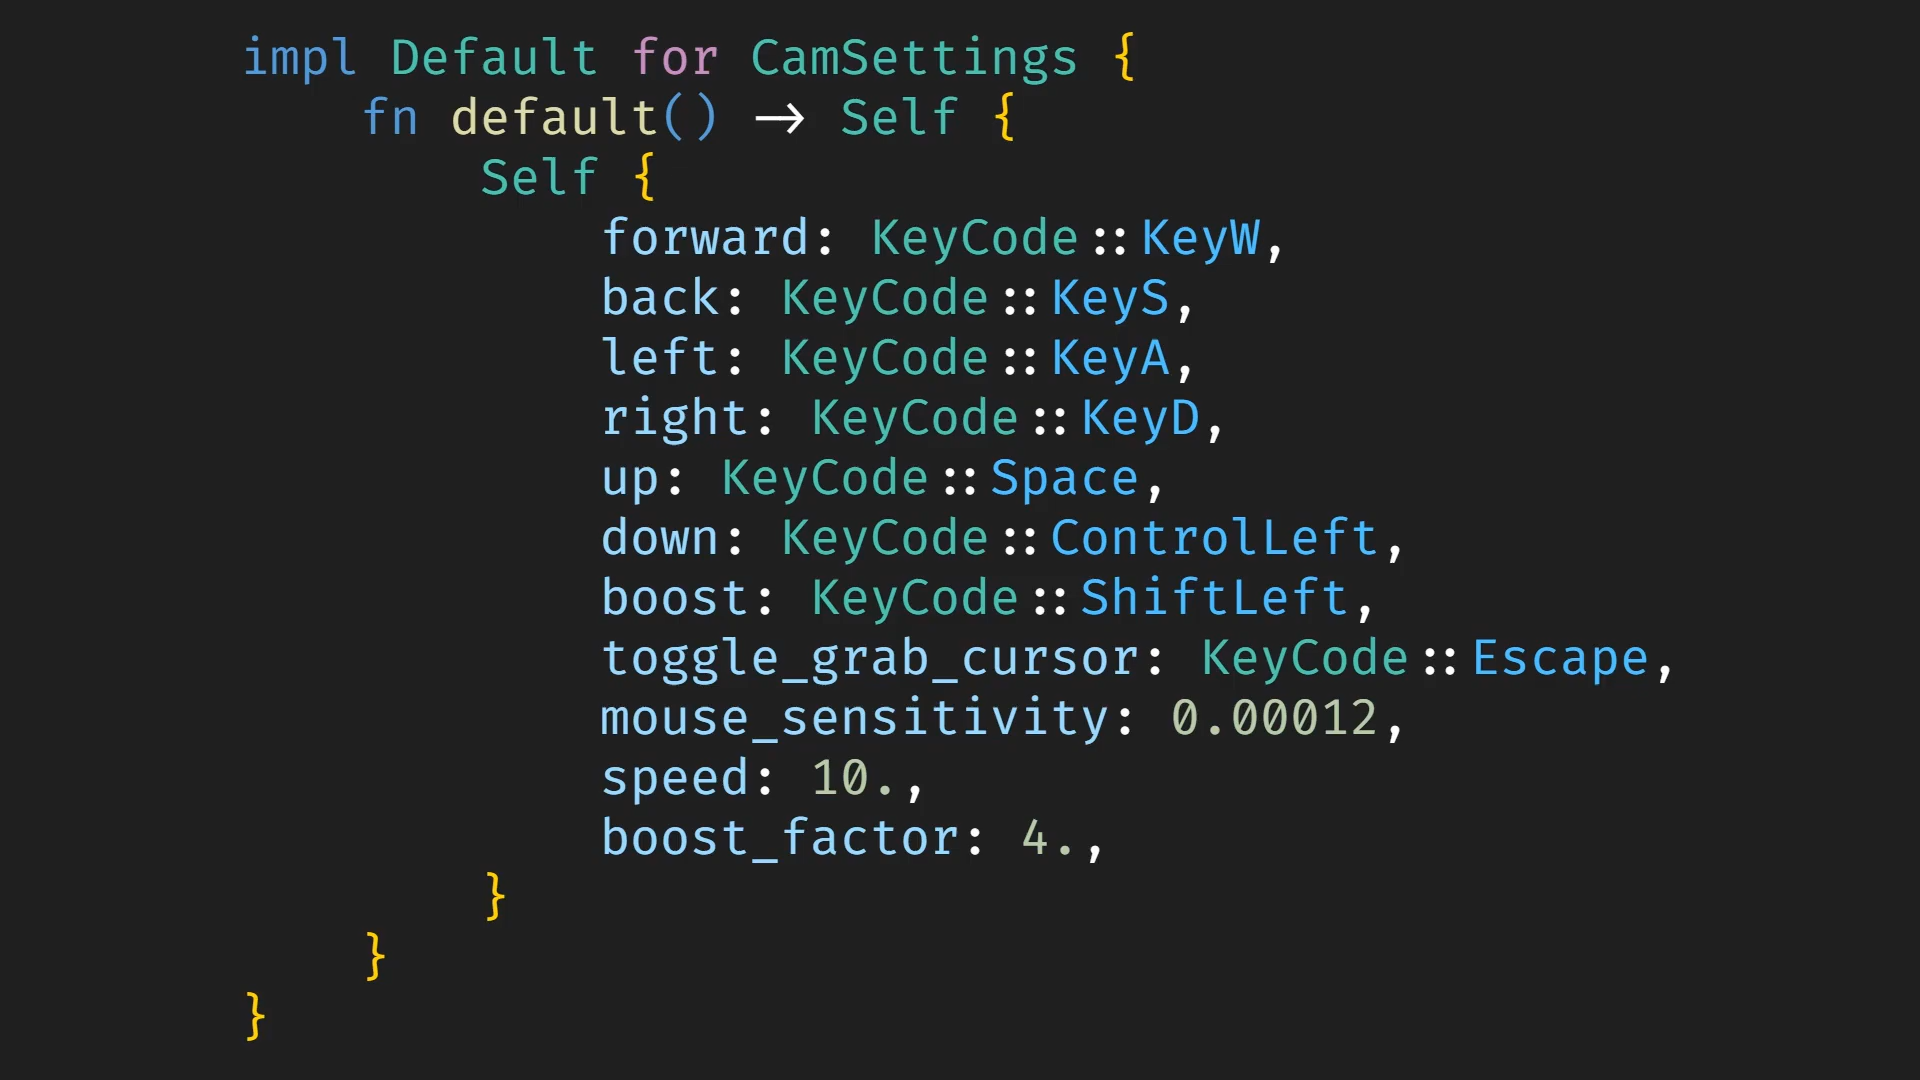 impl Default for CamSettings {
    fn default() -> Self {
        Self {
            forward: KeyCode::KeyW,
            back: KeyCode::KeyS,
            left: KeyCode::KeyA,
            right: KeyCode::KeyD,
            up: KeyCode::Space,
            down: KeyCode::ControlLeft,
            boost: KeyCode::ShiftLeft,
            toggle_grab_cursor: KeyCode::Escape,
            mouse_sensitivity: 0.00012,
            speed: 10.,
            boost_factor: 4.,
        }
    }
}